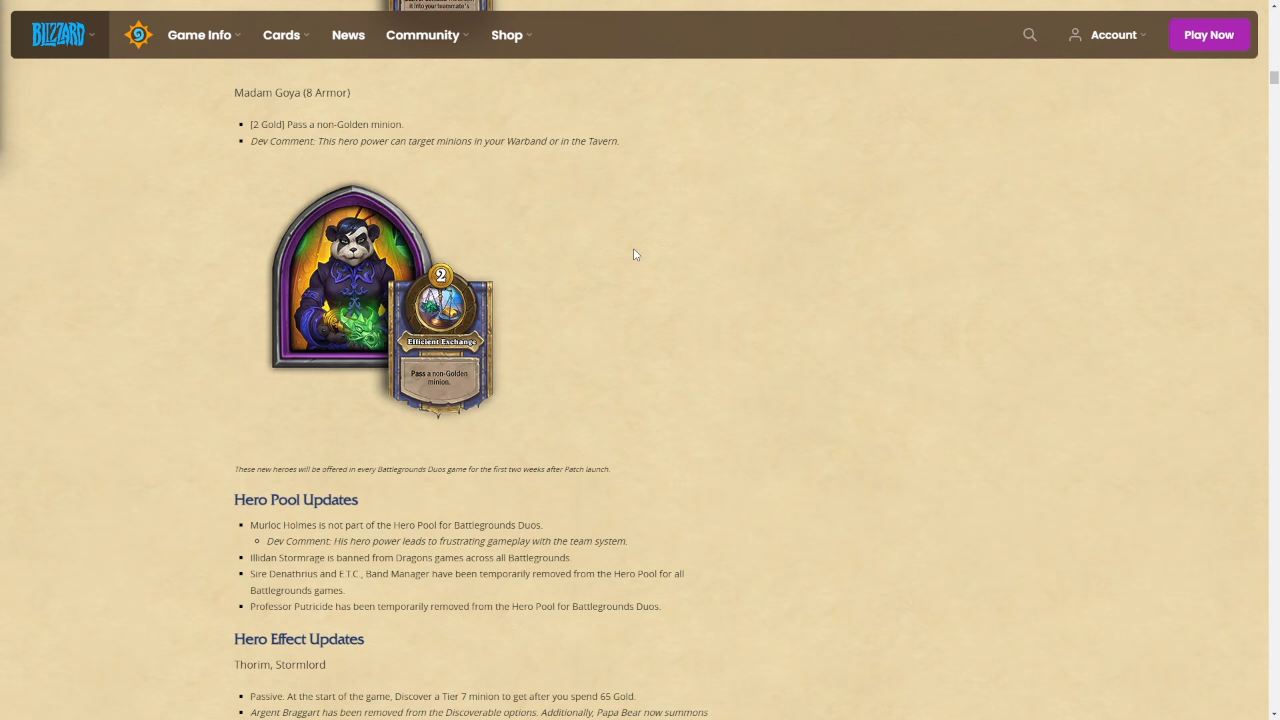 it into your teammate's
BLIZZARD
Game Info
Cards
News
Community
Shop
Account
Play Now
Madam Goya (8 Armor)
[2 Gold] Pass a non-Golden minion.
Dev Comment: This hero power can target minions in your Warband or in the Tavern.
2
Efficient Exchange
Pass a non-Golden
minion.
These new heroes will be offered in every Battlegrounds Duos game for the first two weeks after Patch launch.
Hero Pool Updates
Murloc Holmes is not part of the Hero Pool for Battlegrounds Duos.
Dev Comment: His hero power leads to frustrating gameplay with the team system.
Illidan Stormrage is banned from Dragons games across all Battlegrounds
Sire Denathrius and E.T.C., Band Manager have been temporarily removed from the Hero Pool for all
Battlegrounds games.
Professor Putricide has been temporarily removed from the Hero Pool for Battlegrounds Duos.
Hero Effect Updates
Thorim, Stormlord
Passive. At the start of the game, Discover a Tier 7 minion to get after you spend 65 Gold.
Argent Braggart has been removed from the Discoverable options. Additionally, Papa Bear now summons